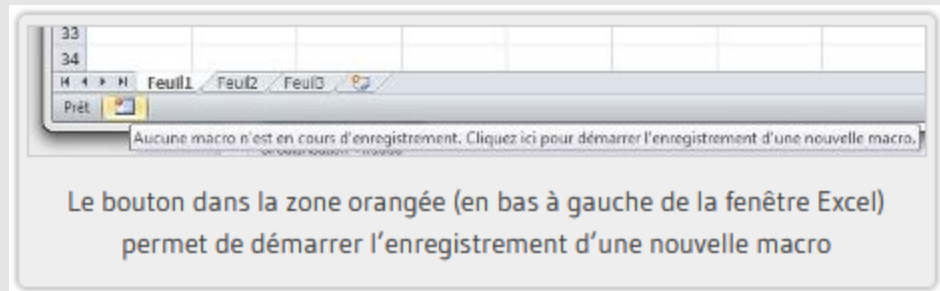 33
34
Feuil1 Feuil2 Feuil3
Prêt
Aucune macro n'est en cours d'enregistrement. Cliquez ici pour démarrer l'enregistrement d'une nouvelle macro.
Le bouton dans la zone orangée (en bas à gauche de la fenêtre Excel)
permet de démarrer l’enregistrement d’une nouvelle macro